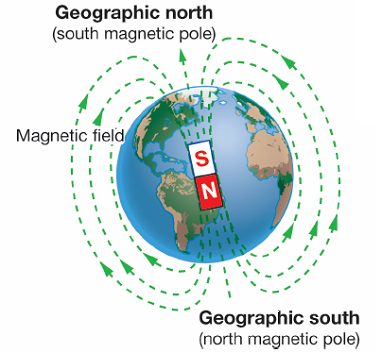 Geographic north
(south magnetic pole)
Magnetic field
S
N
Geographic south
(north magnetic pole)